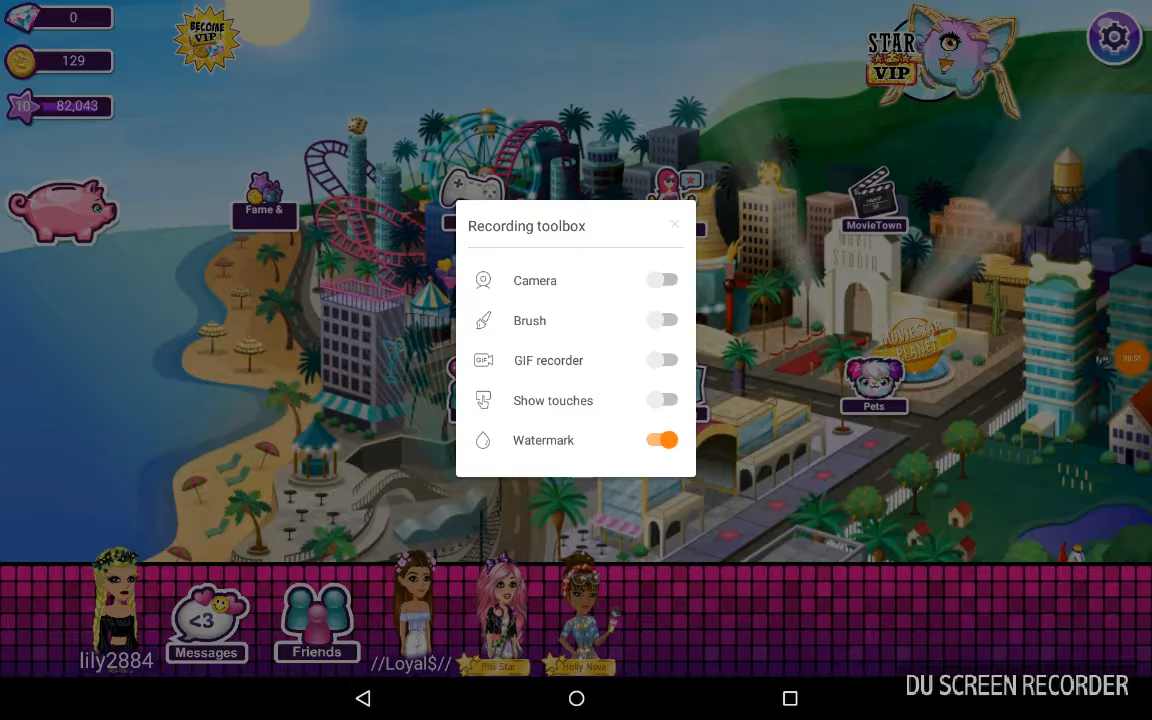 0
129
10 82,043
BECOME
VIP
STAR
VIP
Fame &
MovieTown
STUDIO
MOVIESTAR
PLANET
Pets
Recording toolbox
Camera
Brush
GIF recorder
Show touches
Watermark
<3
Messages
Friends
lily2884
//Loyal$//
Pixi Star
Holly Nova
DU SCREEN RECORDER